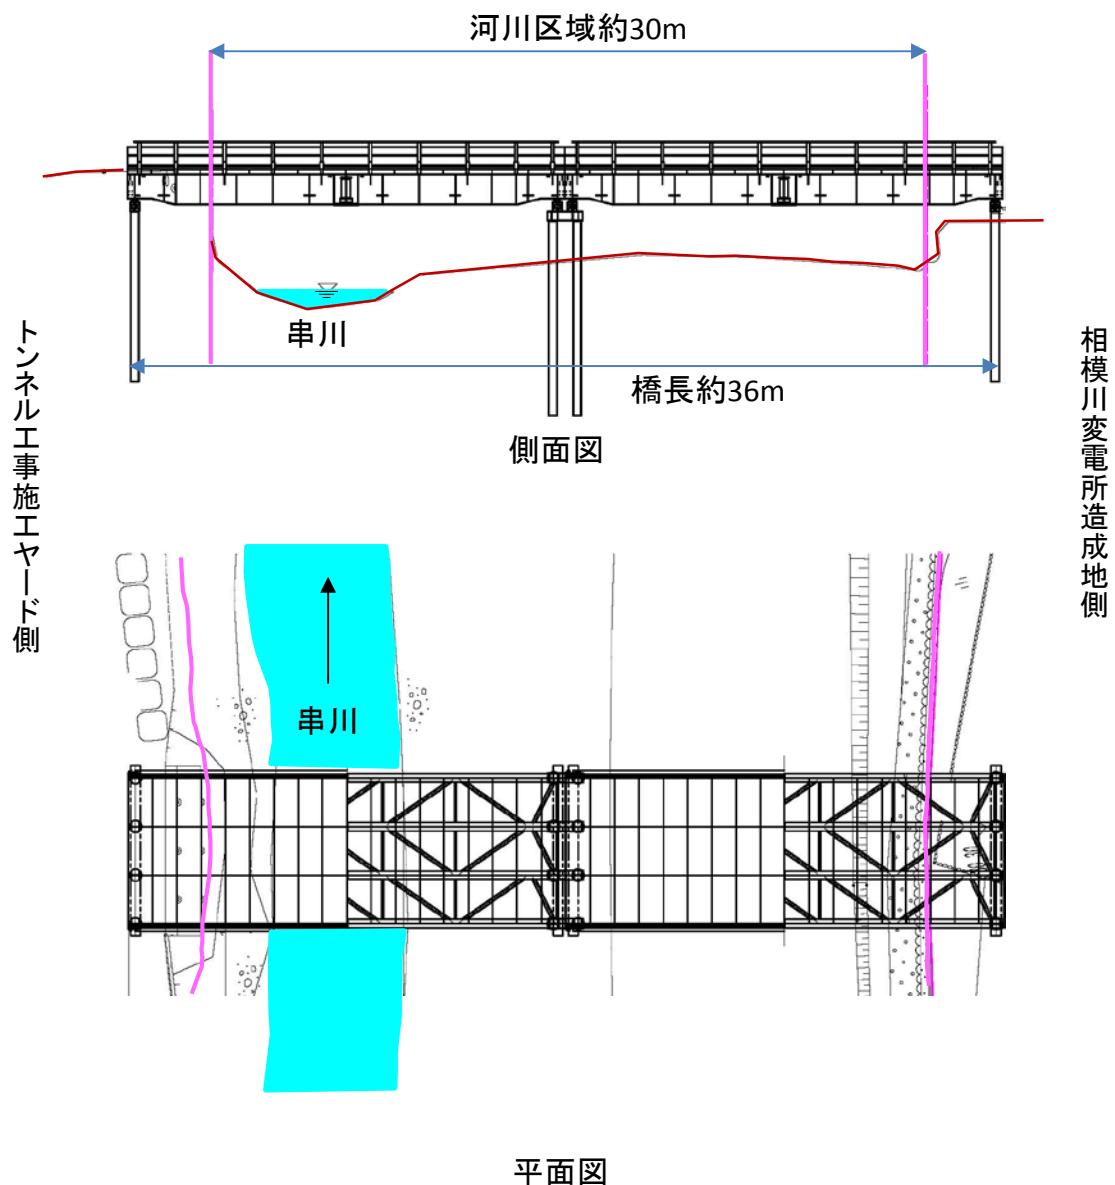 河川区域約30m
串川
橋長約36m
側面図
トンネル工事施工ヤード側
相模川変電所造成地側
串川
平面図